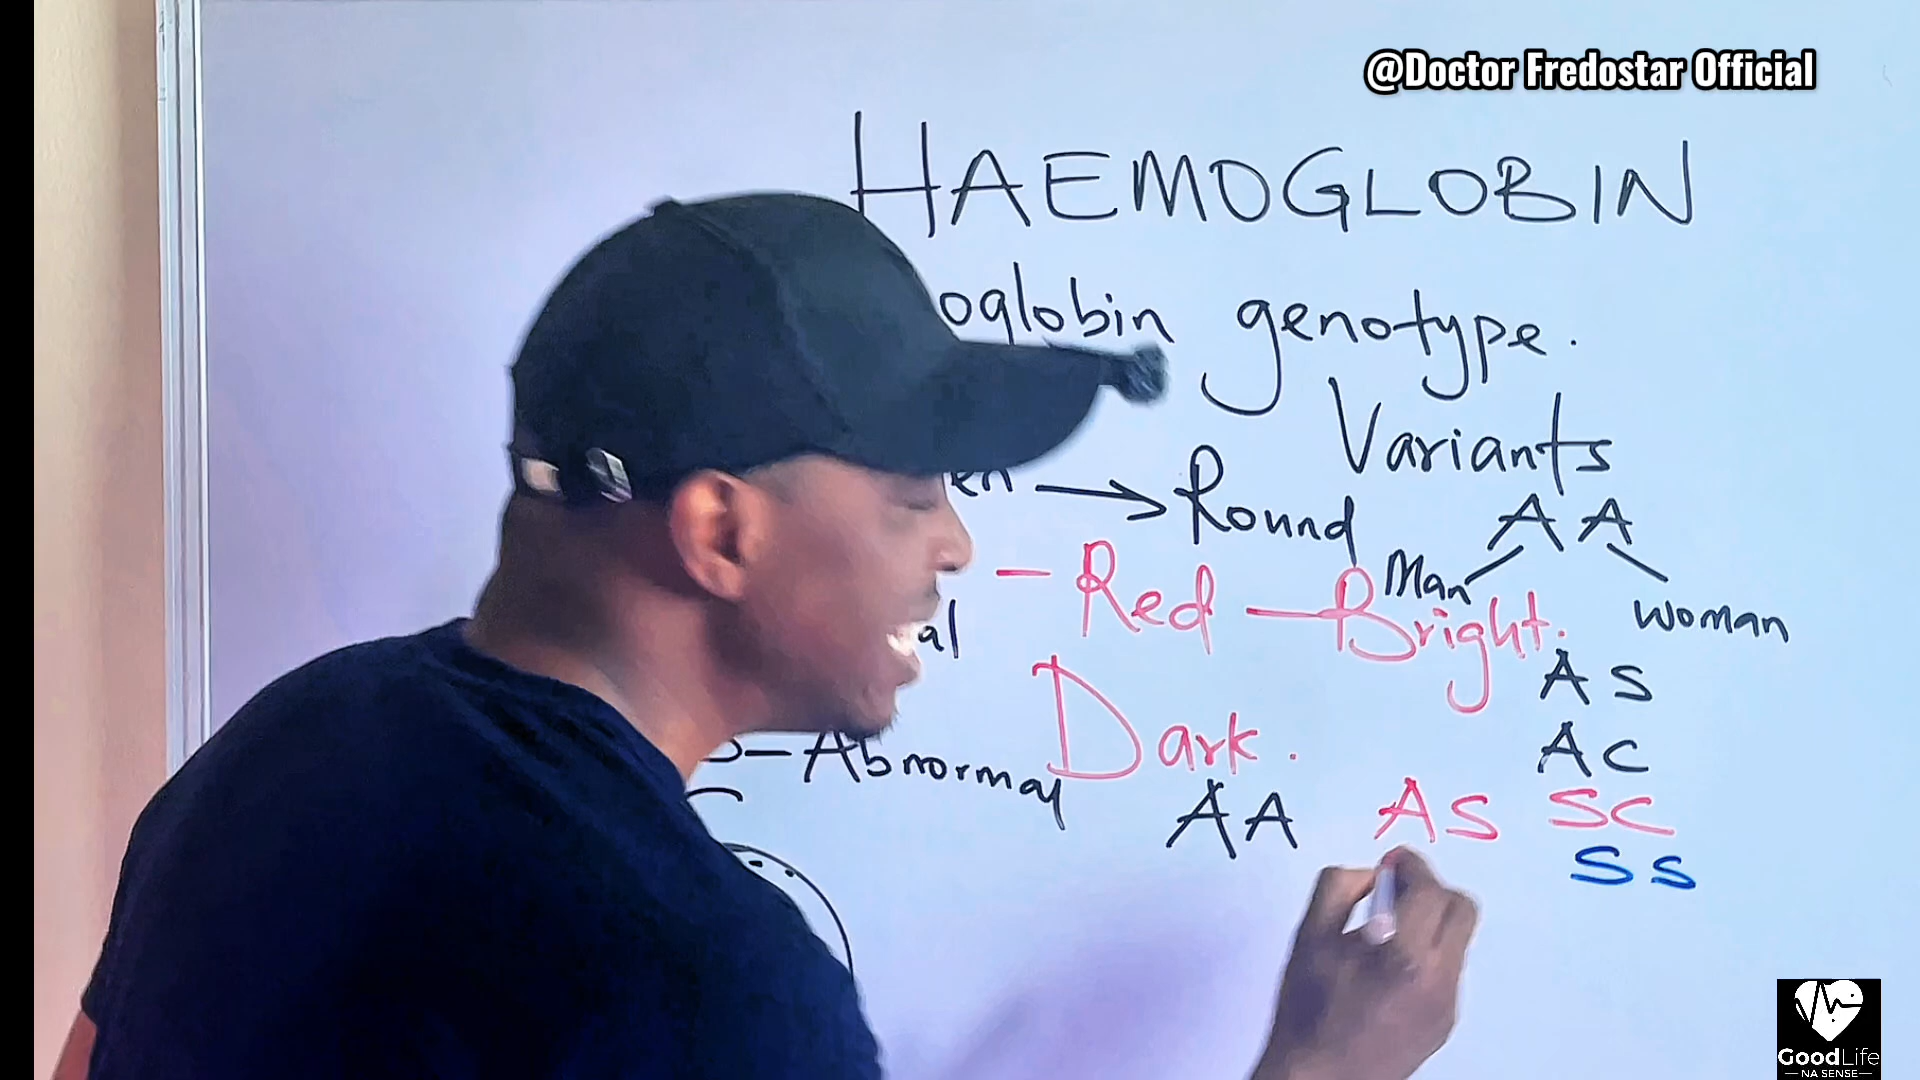 @Doctor Fredostar Official
HAEMOGLOBIN
oglobin genotype.
Variants
en → Round
AA
Man
woman
al
- Red - Bright.
AS
Dark.
AC
- Abnormal
AA AS SC
SS
GoodLife
NA SENSE